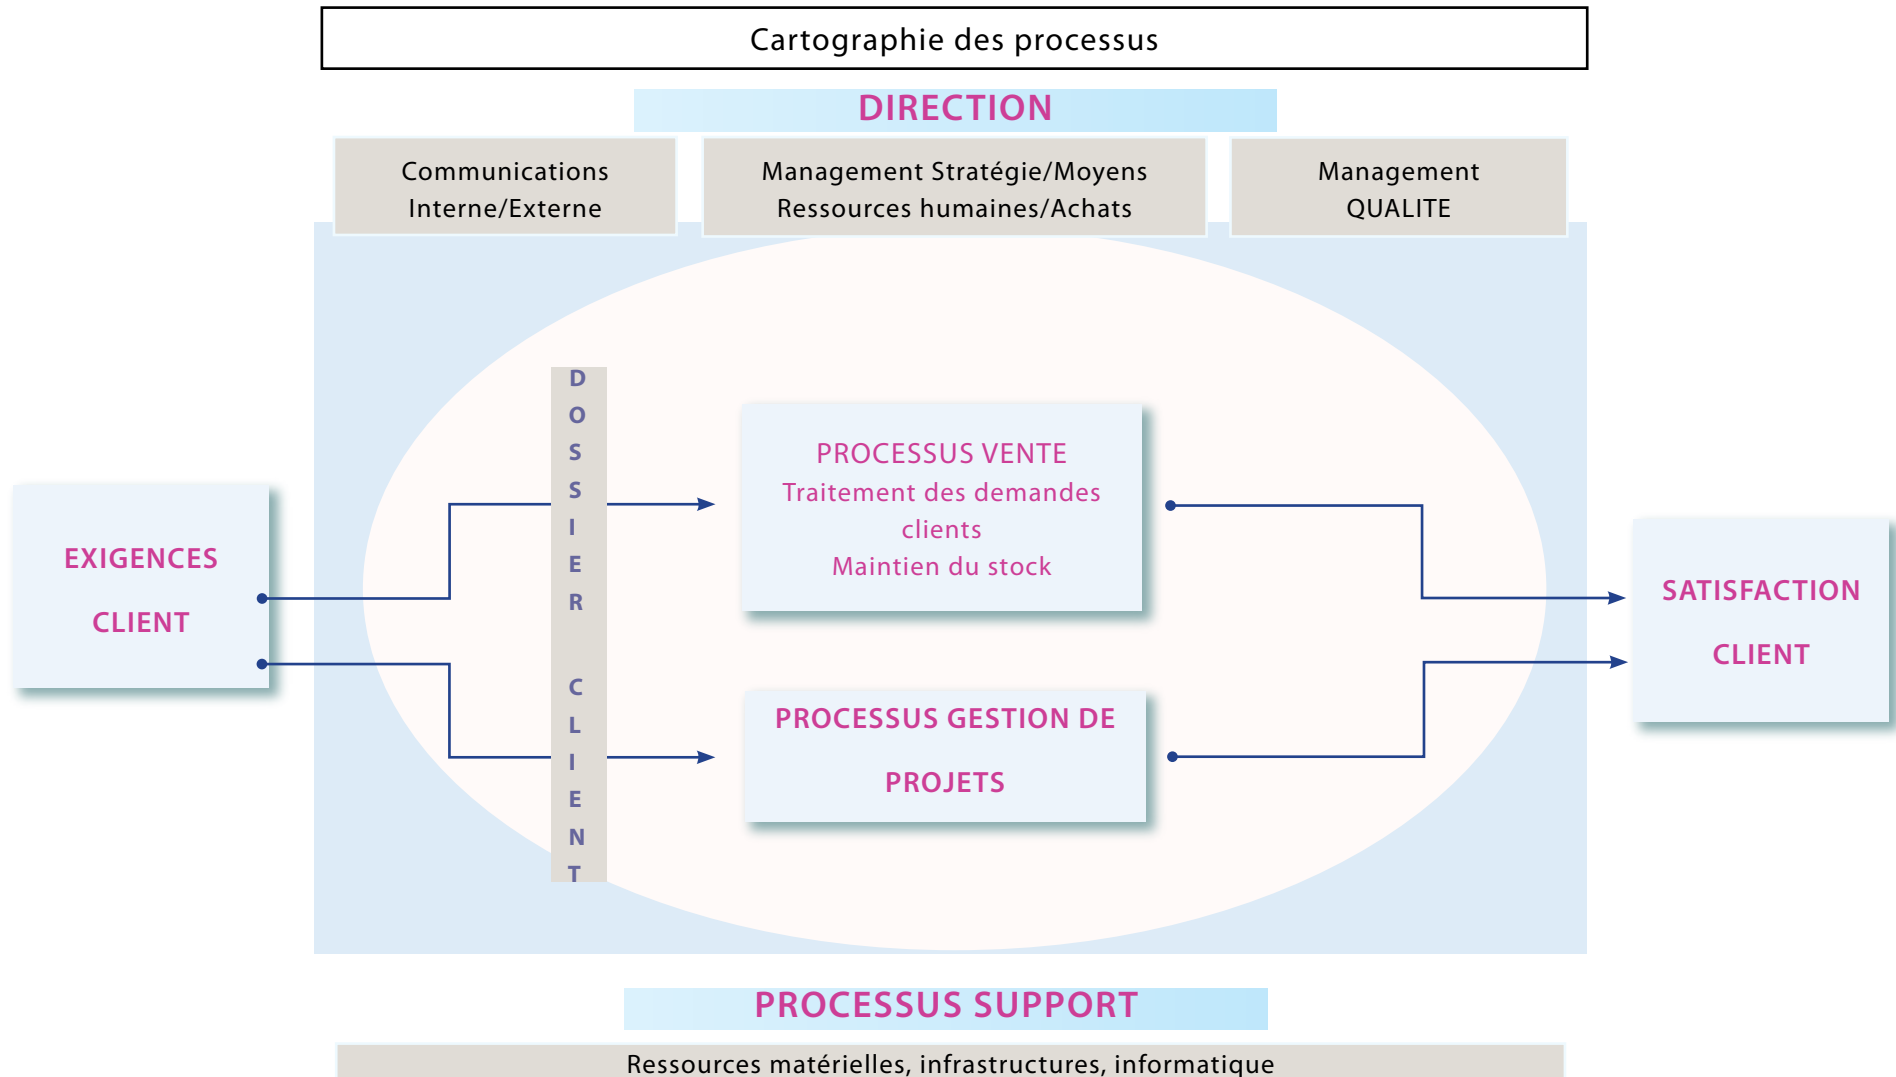 Cartographie des processus
DIRECTION
Communications
Interne/Externe
Management Stratégie/Moyens
Ressources humaines/Achats
Management
QUALITE
EXIGENCES
CLIENT
DOSSIER CLIENT
PROCESSUS VENTE
Traitement des demandes
clients
Maintien du stock
PROCESSUS GESTION DE
PROJETS
SATISFACTION
CLIENT
PROCESSUS SUPPORT
Ressources matérielles, infrastructures, informatique